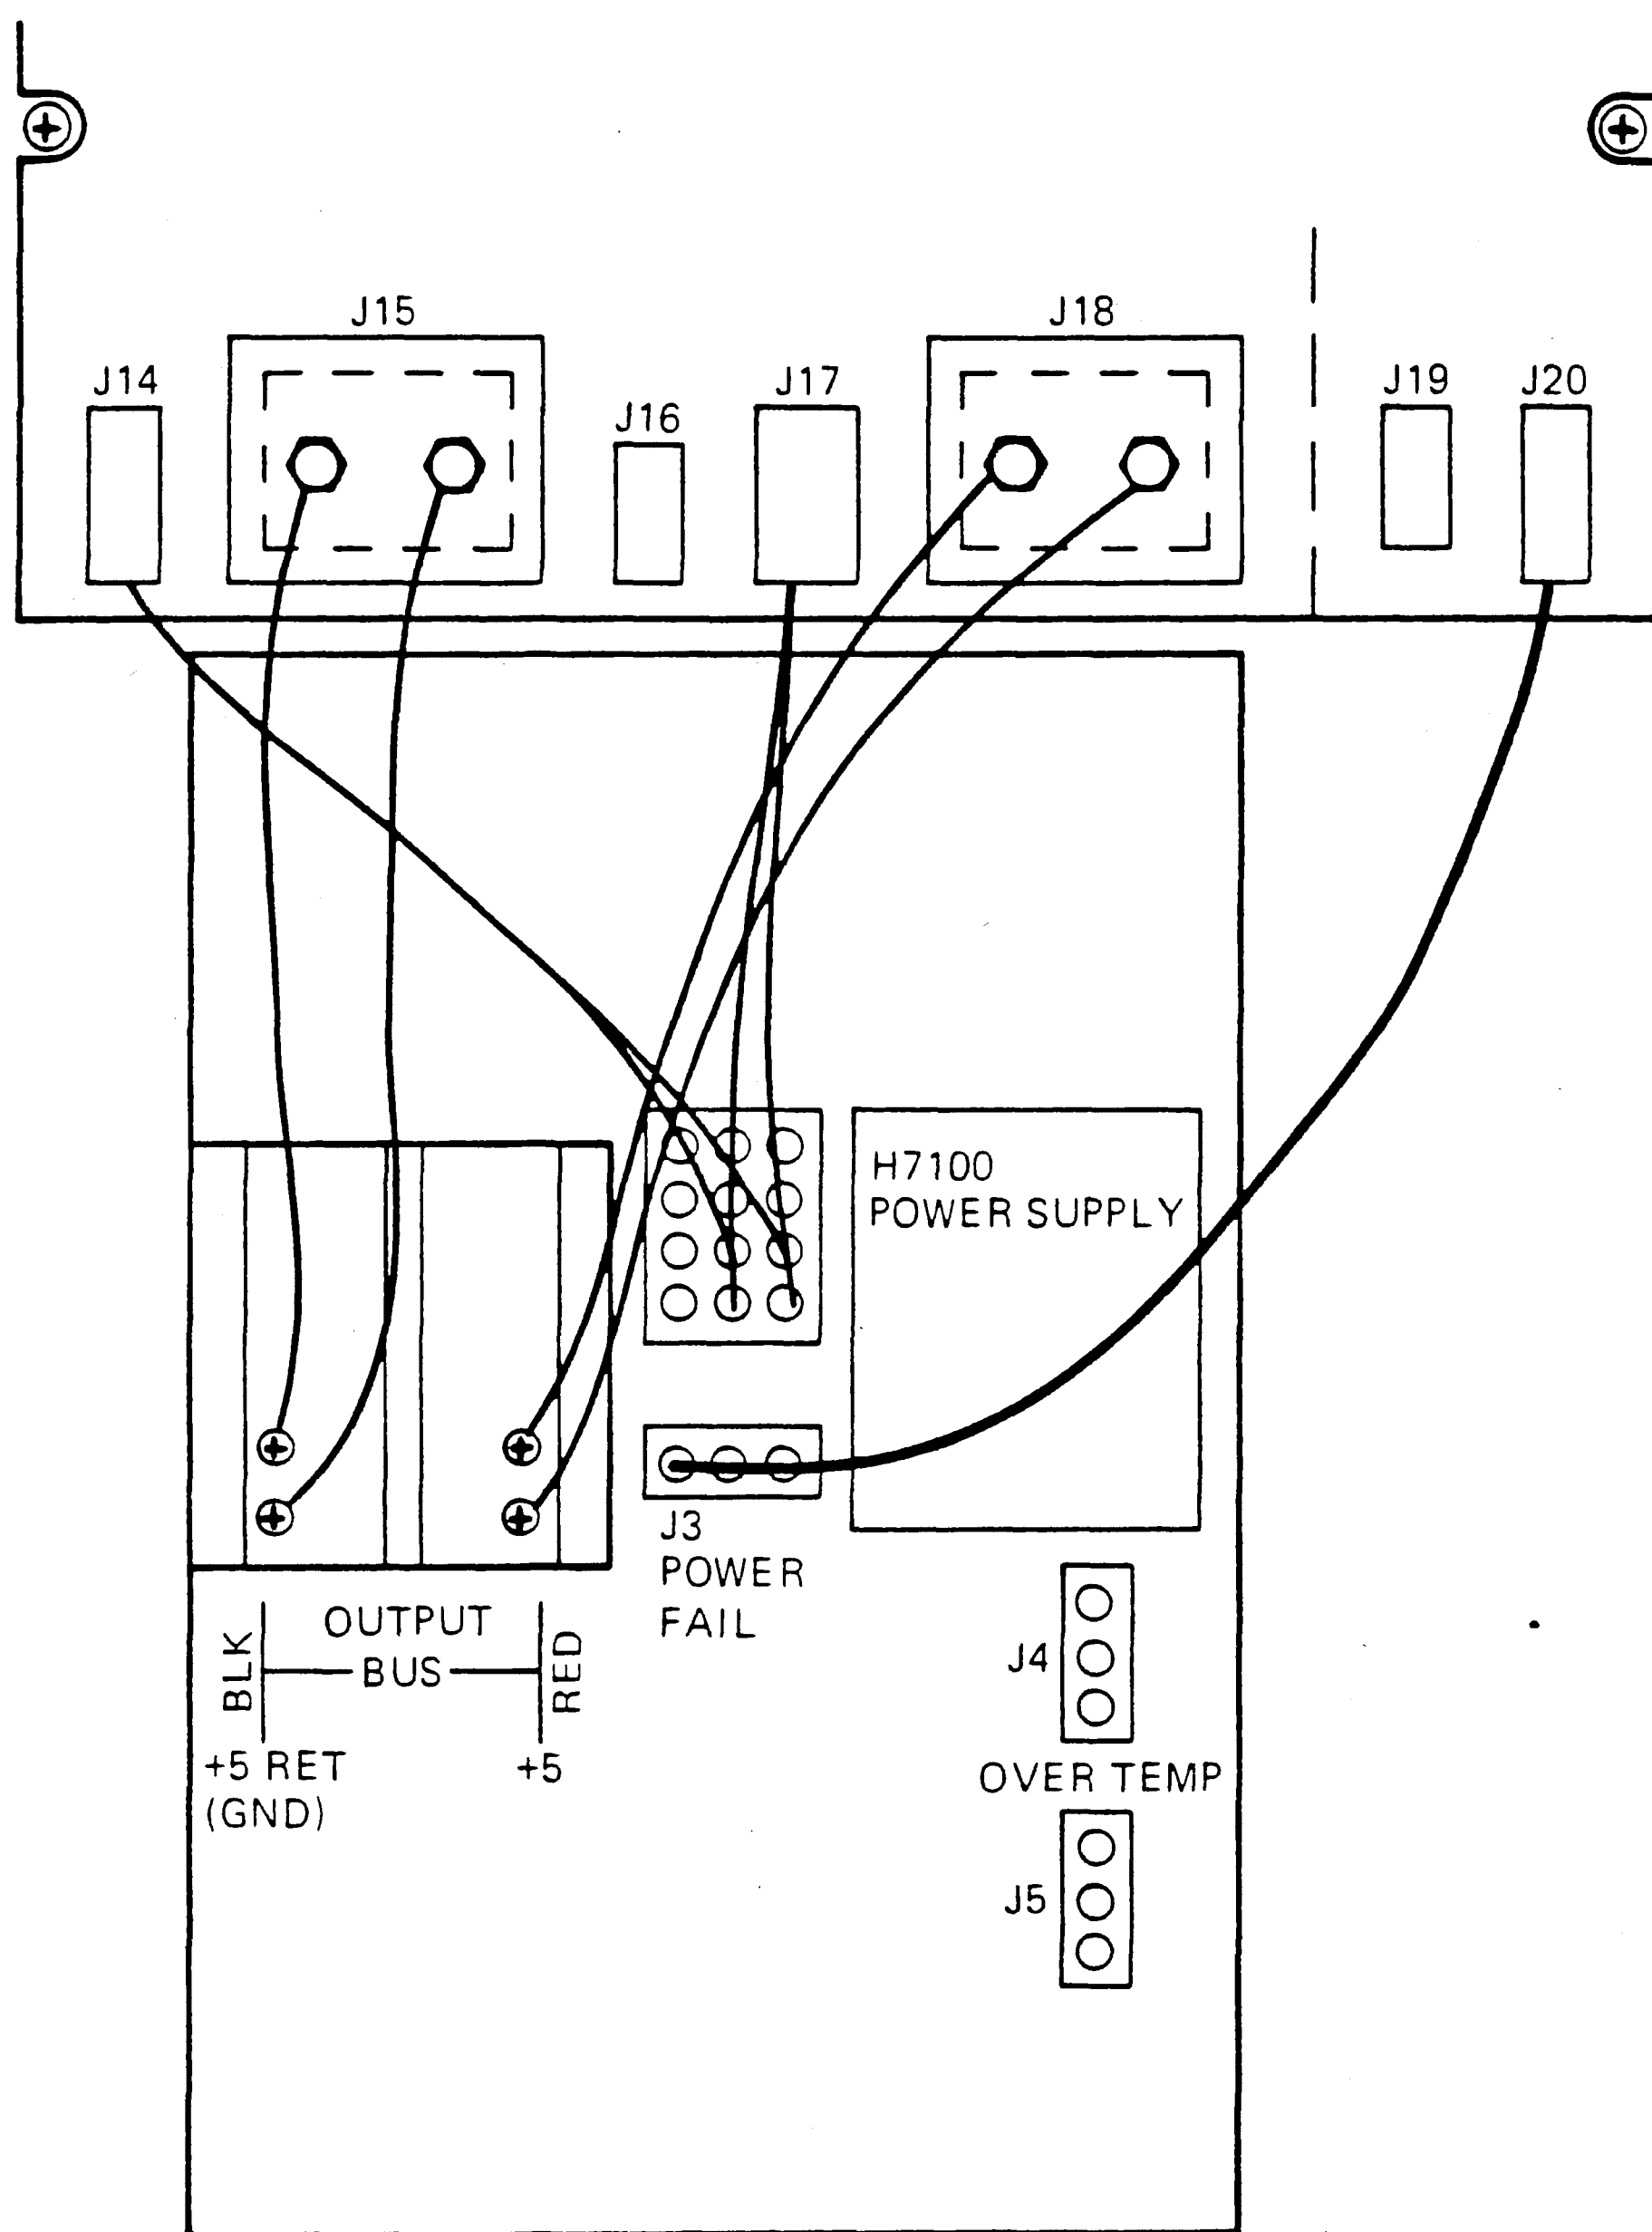 J15
J18
J14
J16
J17
J19
J20
H7100
POWER SUPPLY
J3
POWER
FAIL
OUTPUT
BUS
BLK
RED
+5 RET
(GND)
+5
J4
OVER TEMP
J5